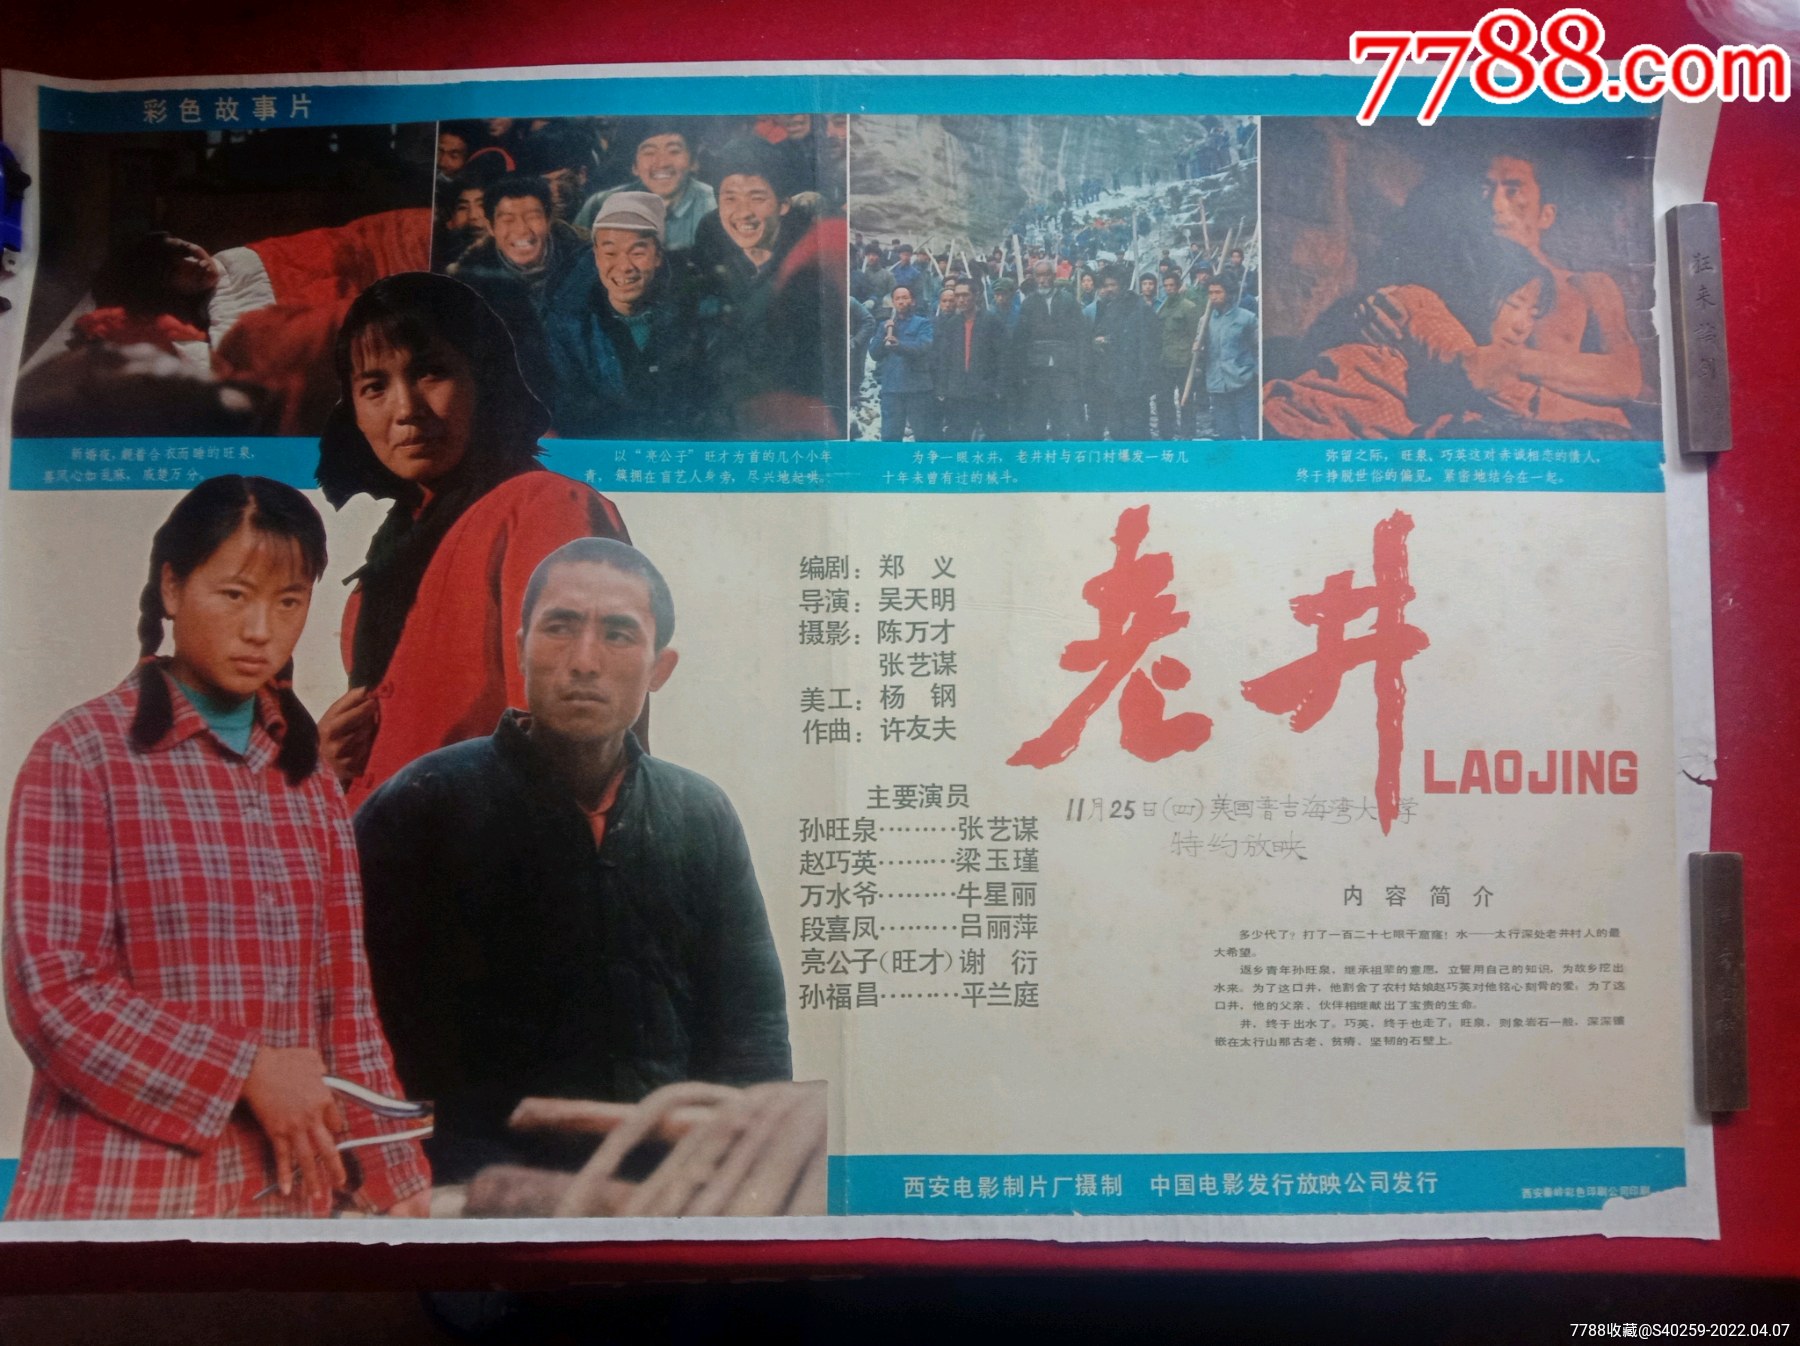 7788.com
彩色故事片
新婚夜，觑着合衣而睡的旺泉，
喜凤心如乱麻，感楚万分。
以“亮公子”旺才为首的几个小年
青，簇拥在盲艺人身旁，尽兴地起哄。
为争一眼水井，老井村与石门村爆发一场几
十年未曾有过的械斗。
弥留之际，旺泉、巧英这对赤诚相恋的情人，
终于挣脱世俗的偏见，紧密地结合在一起。
老井
LAOJING
编剧：郑 义
导演：吴天明
摄影：陈万才
张艺谋
美工：杨 钢
作曲：许友夫
主要演员
孙旺泉………张艺谋
赵巧英………梁玉瑾
万水爷………牛星丽
段喜凤………吕丽萍
亮公子（旺才）谢 衍
孙福昌………平兰庭
11月25日（四）美国普吉海湾大学
特约放映
内容简介
多少代了？打了一百二十七眼干窟窿！水——太行深处老井村人的最
大希望。
返乡青年孙旺泉，继承祖辈的意愿，立誓用自己的知识，为故乡挖出
水来。为了这口井，他割舍了农村姑娘赵巧英对他铭心刻骨的爱；为了这
口井，他的父亲、伙伴相继献出了宝贵的生命。
井，终于出水了。巧英，终于也走了；旺泉，则象岩石一般，深深镶
嵌在太行山那古老、贫瘠、坚韧的石壁上。
西安电影制片厂摄制 中国电影发行放映公司发行
西安秦岭彩色印刷公司印刷
7788收藏@S40259-2022.04.07